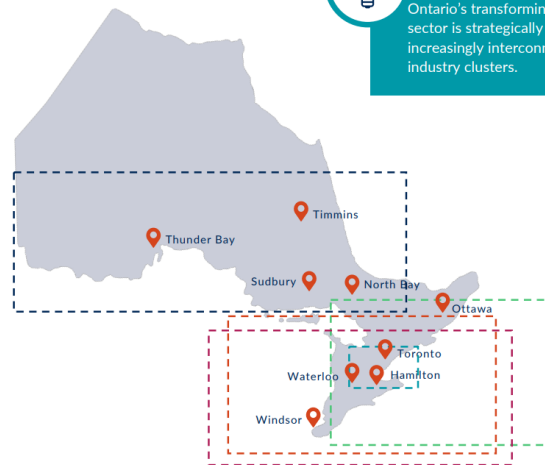 Ontario's transformin
sector is strategically
increasingly interconn
industry clusters.
Timmins
Thunder Bay
Sudbury
North Bay
Ottawa
Toronto
Waterloo
Hamilton
Windsor